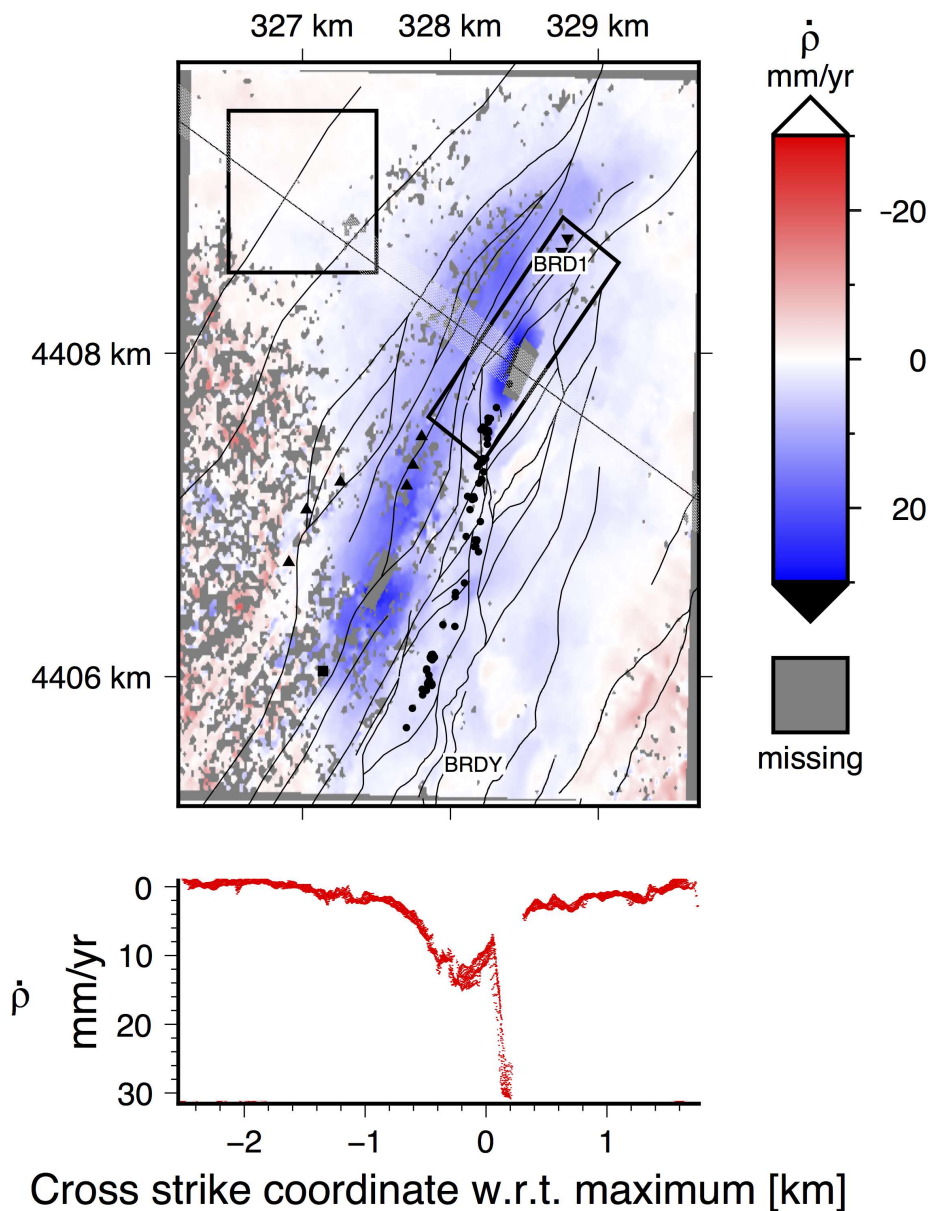 327 km 328 km 329 km
ρ̇
mm/yr
−20
0
20
missing
4408 km
4406 km
BRD1
BRDY
0
10
20
30
ρ̇
mm/yr
−2 −1 0 1
Cross strike coordinate w.r.t. maximum [km]